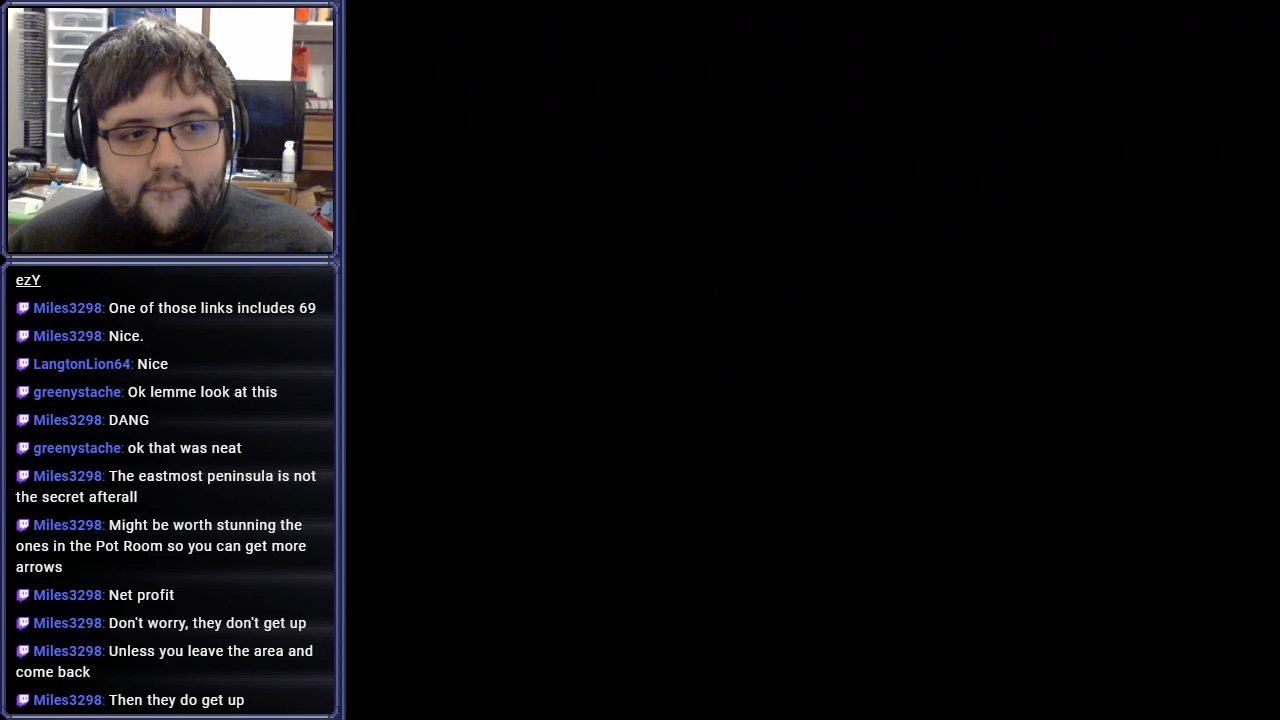 ezY
Miles3298: One of those links includes 69
Miles3298: Nice.
LangtonLion64: Nice
greenystache: Ok lemme look at this
Miles3298: DANG
greenystache: ok that was neat
Miles3298: The eastmost peninsula is not
the secret afterall
Miles3298: Might be worth stunning the
ones in the Pot Room so you can get more
arrows
Miles3298: Net profit
Miles3298: Don't worry, they don't get up
Miles3298: Unless you leave the area and
come back
Miles3298: Then they do get up